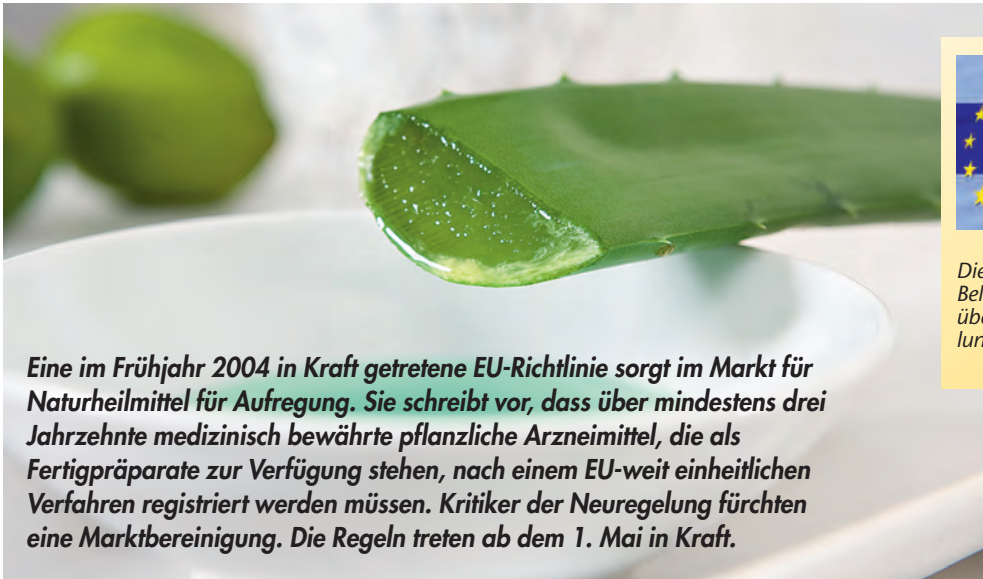 Eine im Frühjahr 2004 in Kraft getretene EU-Richtlinie sorgt im Markt für
Naturheilmittel für Aufregung. Sie schreibt vor, dass über mindestens drei
Jahrzehnte medizinisch bewährte pflanzliche Arzneimittel, die als
Fertigpräparate zur Verfügung stehen, nach einem EU-weit einheitlichen
Verfahren registriert werden müssen. Kritiker der Neuregelung fürchten
eine Marktbereinigung. Die Regeln treten ab dem 1. Mai in Kraft.
Die